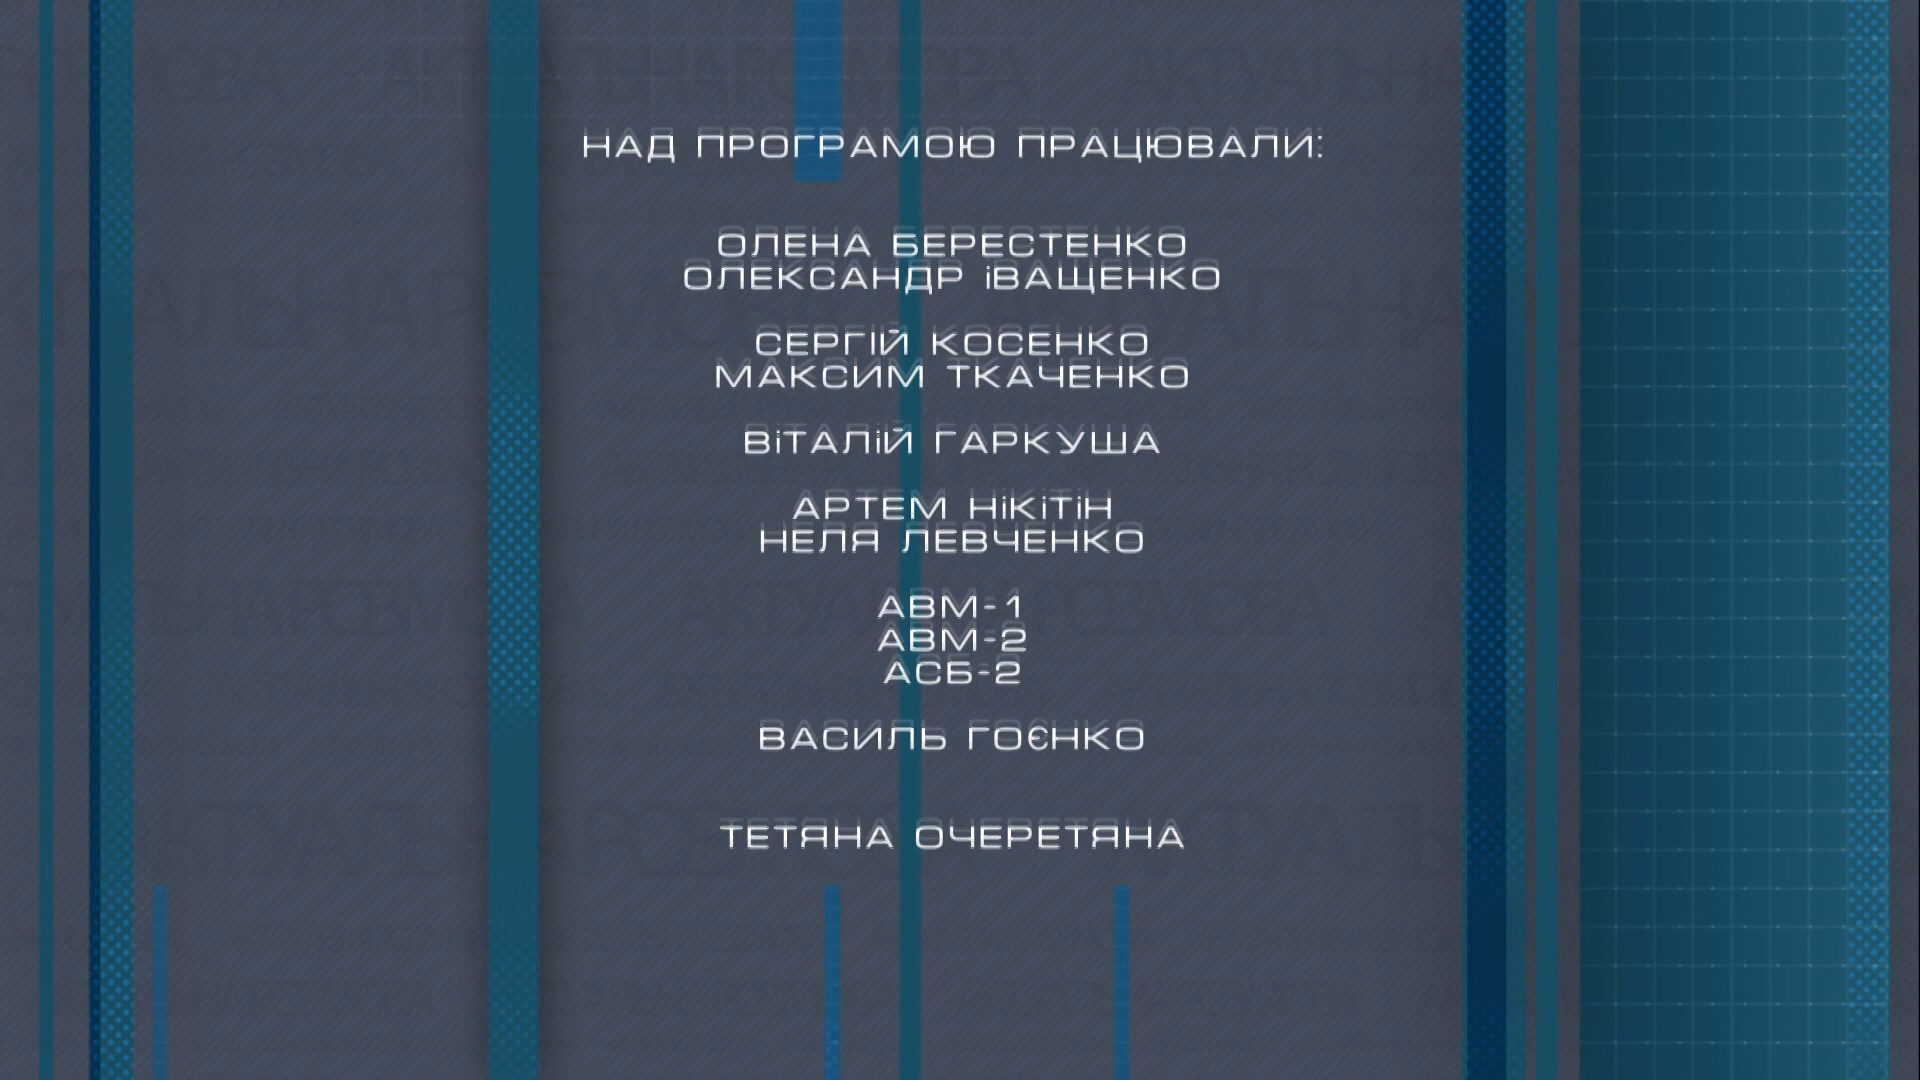 НАД ПРОГРАМОЮ ПРАЦЮВАЛИ:
ОЛЕНА БЕРЕСТЕНКО
ОЛЕКСАНДР іВАЩЕНКО
СЕРГІЙ КОСЕНКО
МАКСИМ ТКАЧЕНКО
ВіТАЛіЙ ГАРКУША
АРТЕМ НіКіТіН
НЕЛЯ ЛЕВЧЕНКО
АВМ-1
АВМ-2
АСБ-2
ВАСИЛЬ ГОЄНКО
ТЕТЯНА ОЧЕРЕТЯНА